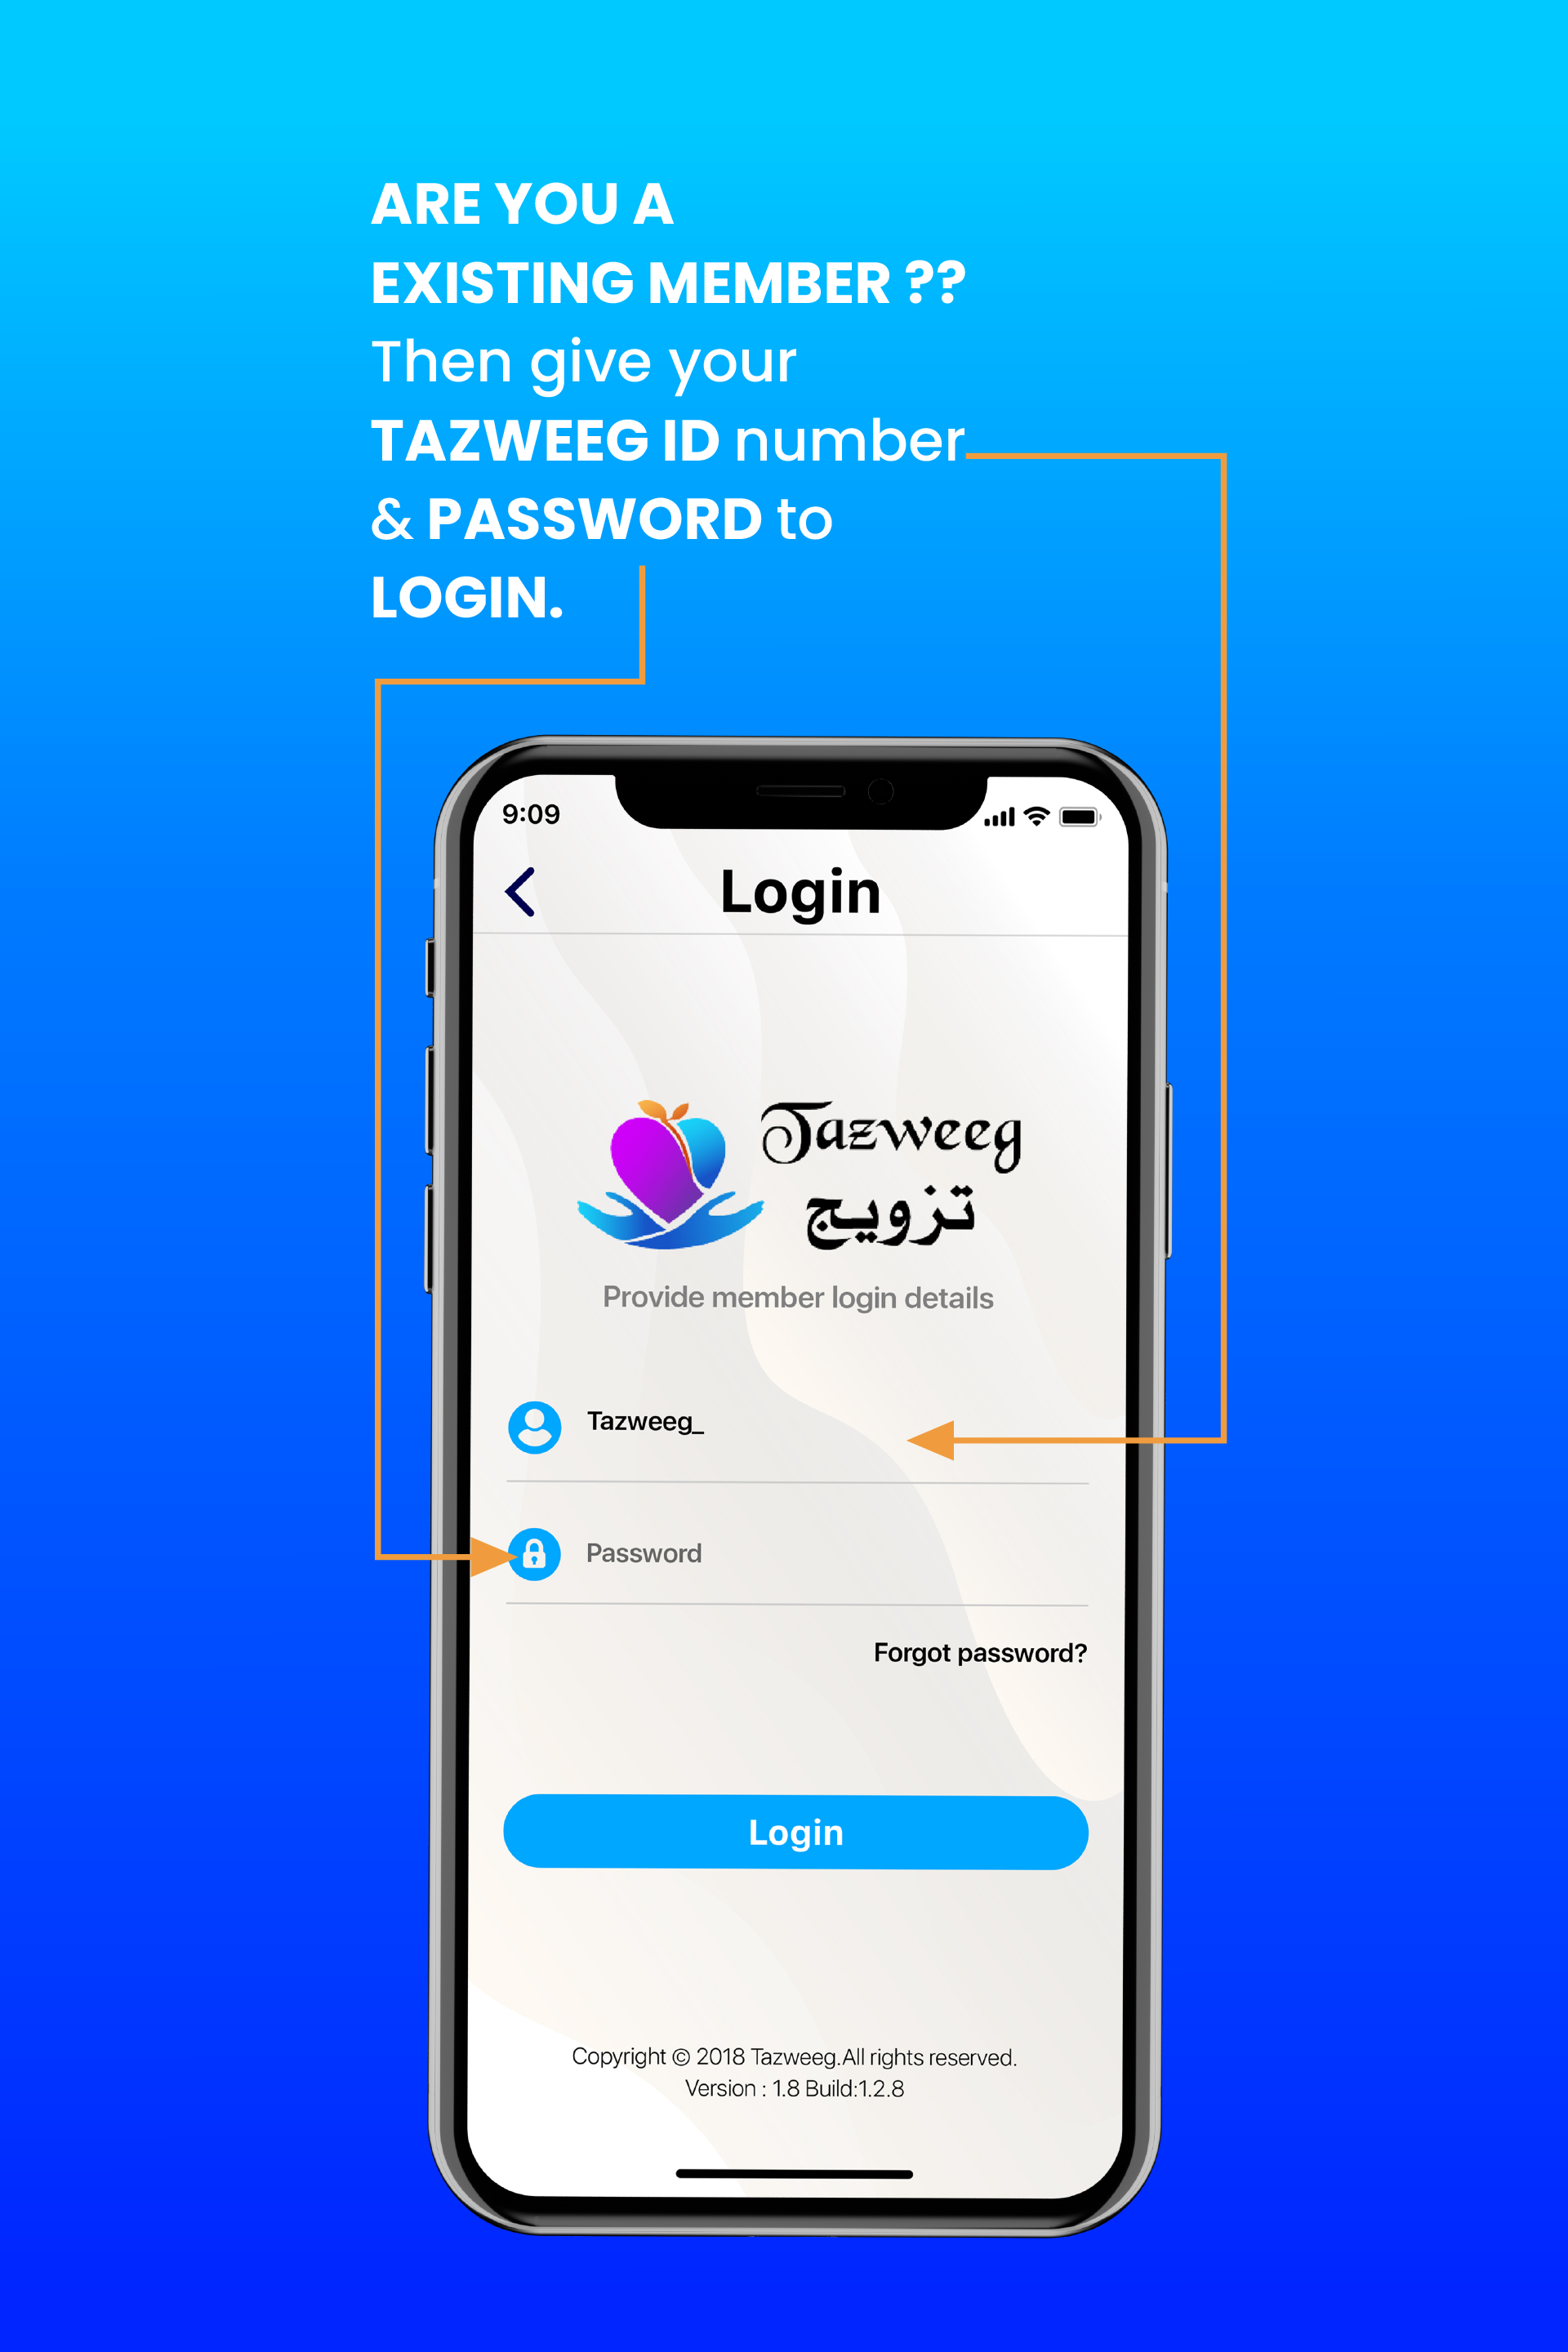 ARE YOU A
EXISTING MEMBER ??
Then give your
TAZWEEG ID number
& PASSWORD to
LOGIN.
9:09
Login
Tazweeg
تزويج
Provide member login details
Tazweeg_
Password
Forgot password?
Login
Copyright © 2018 Tazweeg.All rights reserved.
Version : 1.8 Build:1.2.8